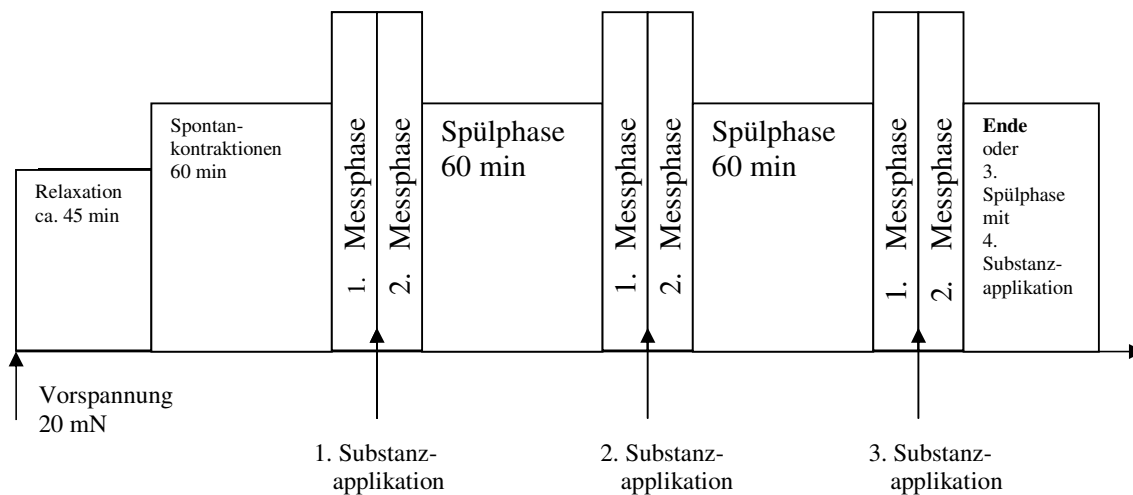 Relaxation
ca. 45 min
Spontan-
kontraktionen
60 min
1. Messphase
2. Messphase
Spülphase
60 min
1. Messphase
2. Messphase
Spülphase
60 min
1. Messphase
2. Messphase
Ende
oder
3.
Spülphase
mit
4.
Substanz-
applikation
Vorspannung
20 mN
1. Substanz-
applikation
2. Substanz-
applikation
3. Substanz-
applikation